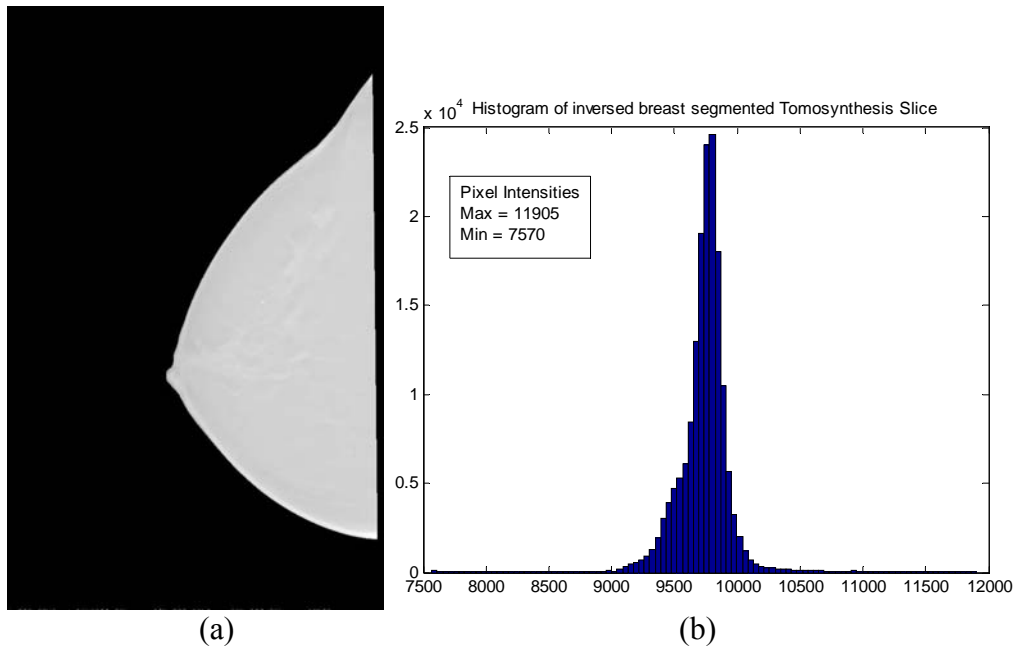 x 10^4 Histogram of inversed breast segmented Tomosynthesis Slice
2.5
2
1.5
1
0.5
0
Pixel Intensities
Max = 11905
Min = 7570
7500 8000 8500 9000 9500 10000 10500 11000 11500 12000
(a) (b)